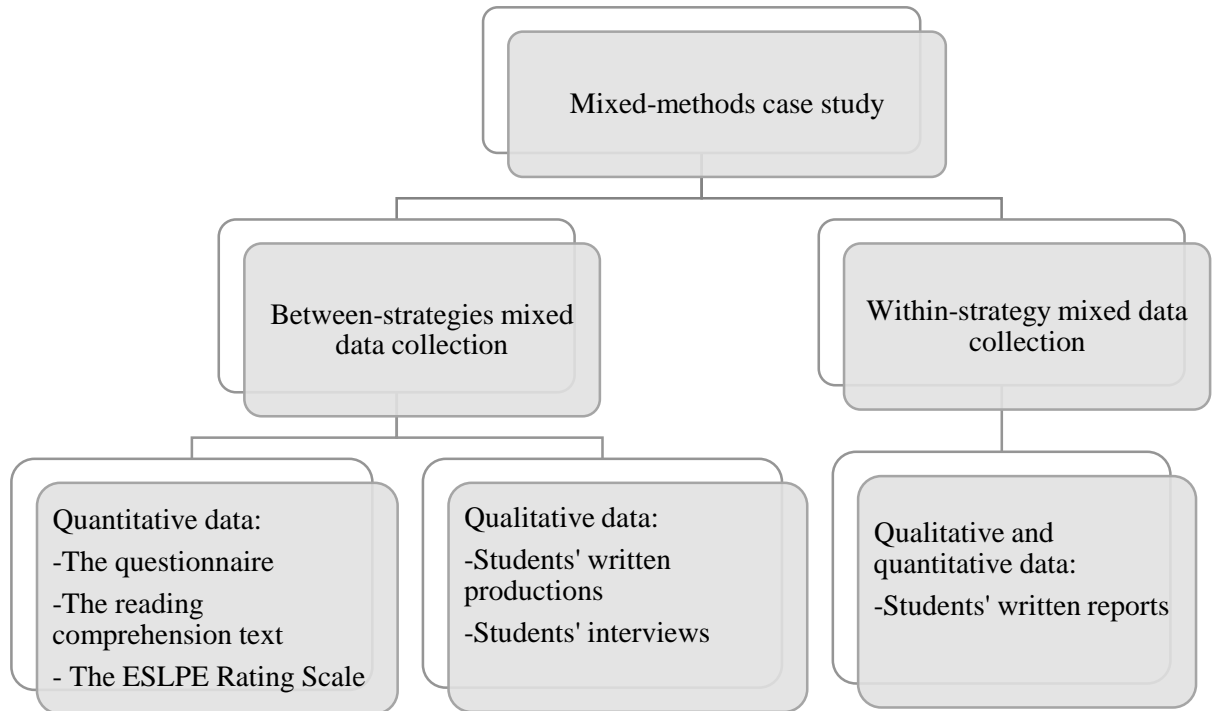 Mixed-methods case study
Between-strategies mixed
data collection
Within-strategy mixed data
collection
Quantitative data:
-The questionnaire
-The reading
comprehension text
- The ESLPE Rating Scale
Qualitative data:
-Students' written
productions
-Students' interviews
Qualitative and
quantitative data:
-Students' written reports